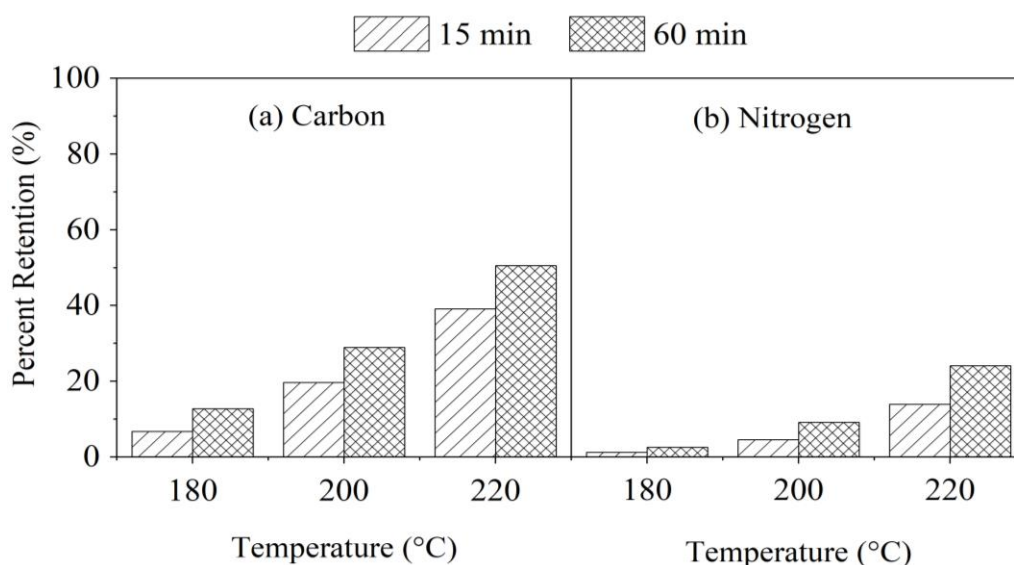 15 min 60 min
Percent Retention (%)
100
80
60
40
20
0
(a) Carbon
(b) Nitrogen
180 200 220 180 200 220
Temperature (°C) Temperature (°C)